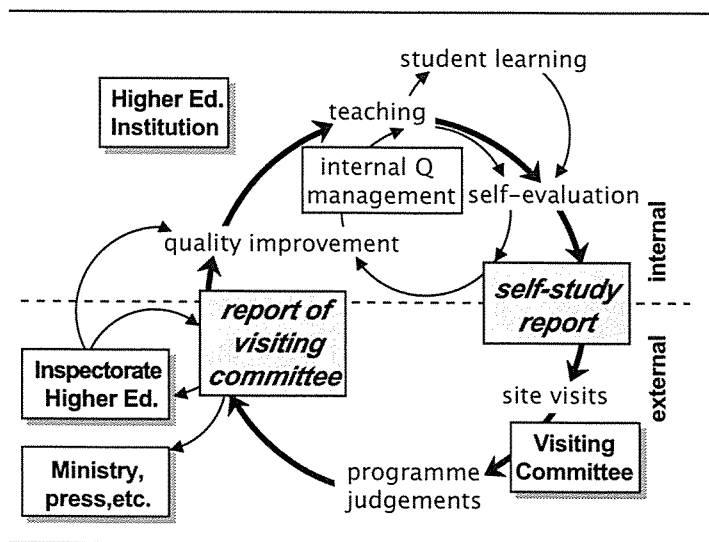 student learning
Higher Ed.
Institution
teaching
internal Q
management
self-evaluation
quality improvement
internal
self-study
report
report of
visiting
committee
external
Inspectorate
Higher Ed.
site visits
Visiting
Committee
Ministry,
press,etc.
programme
judgements